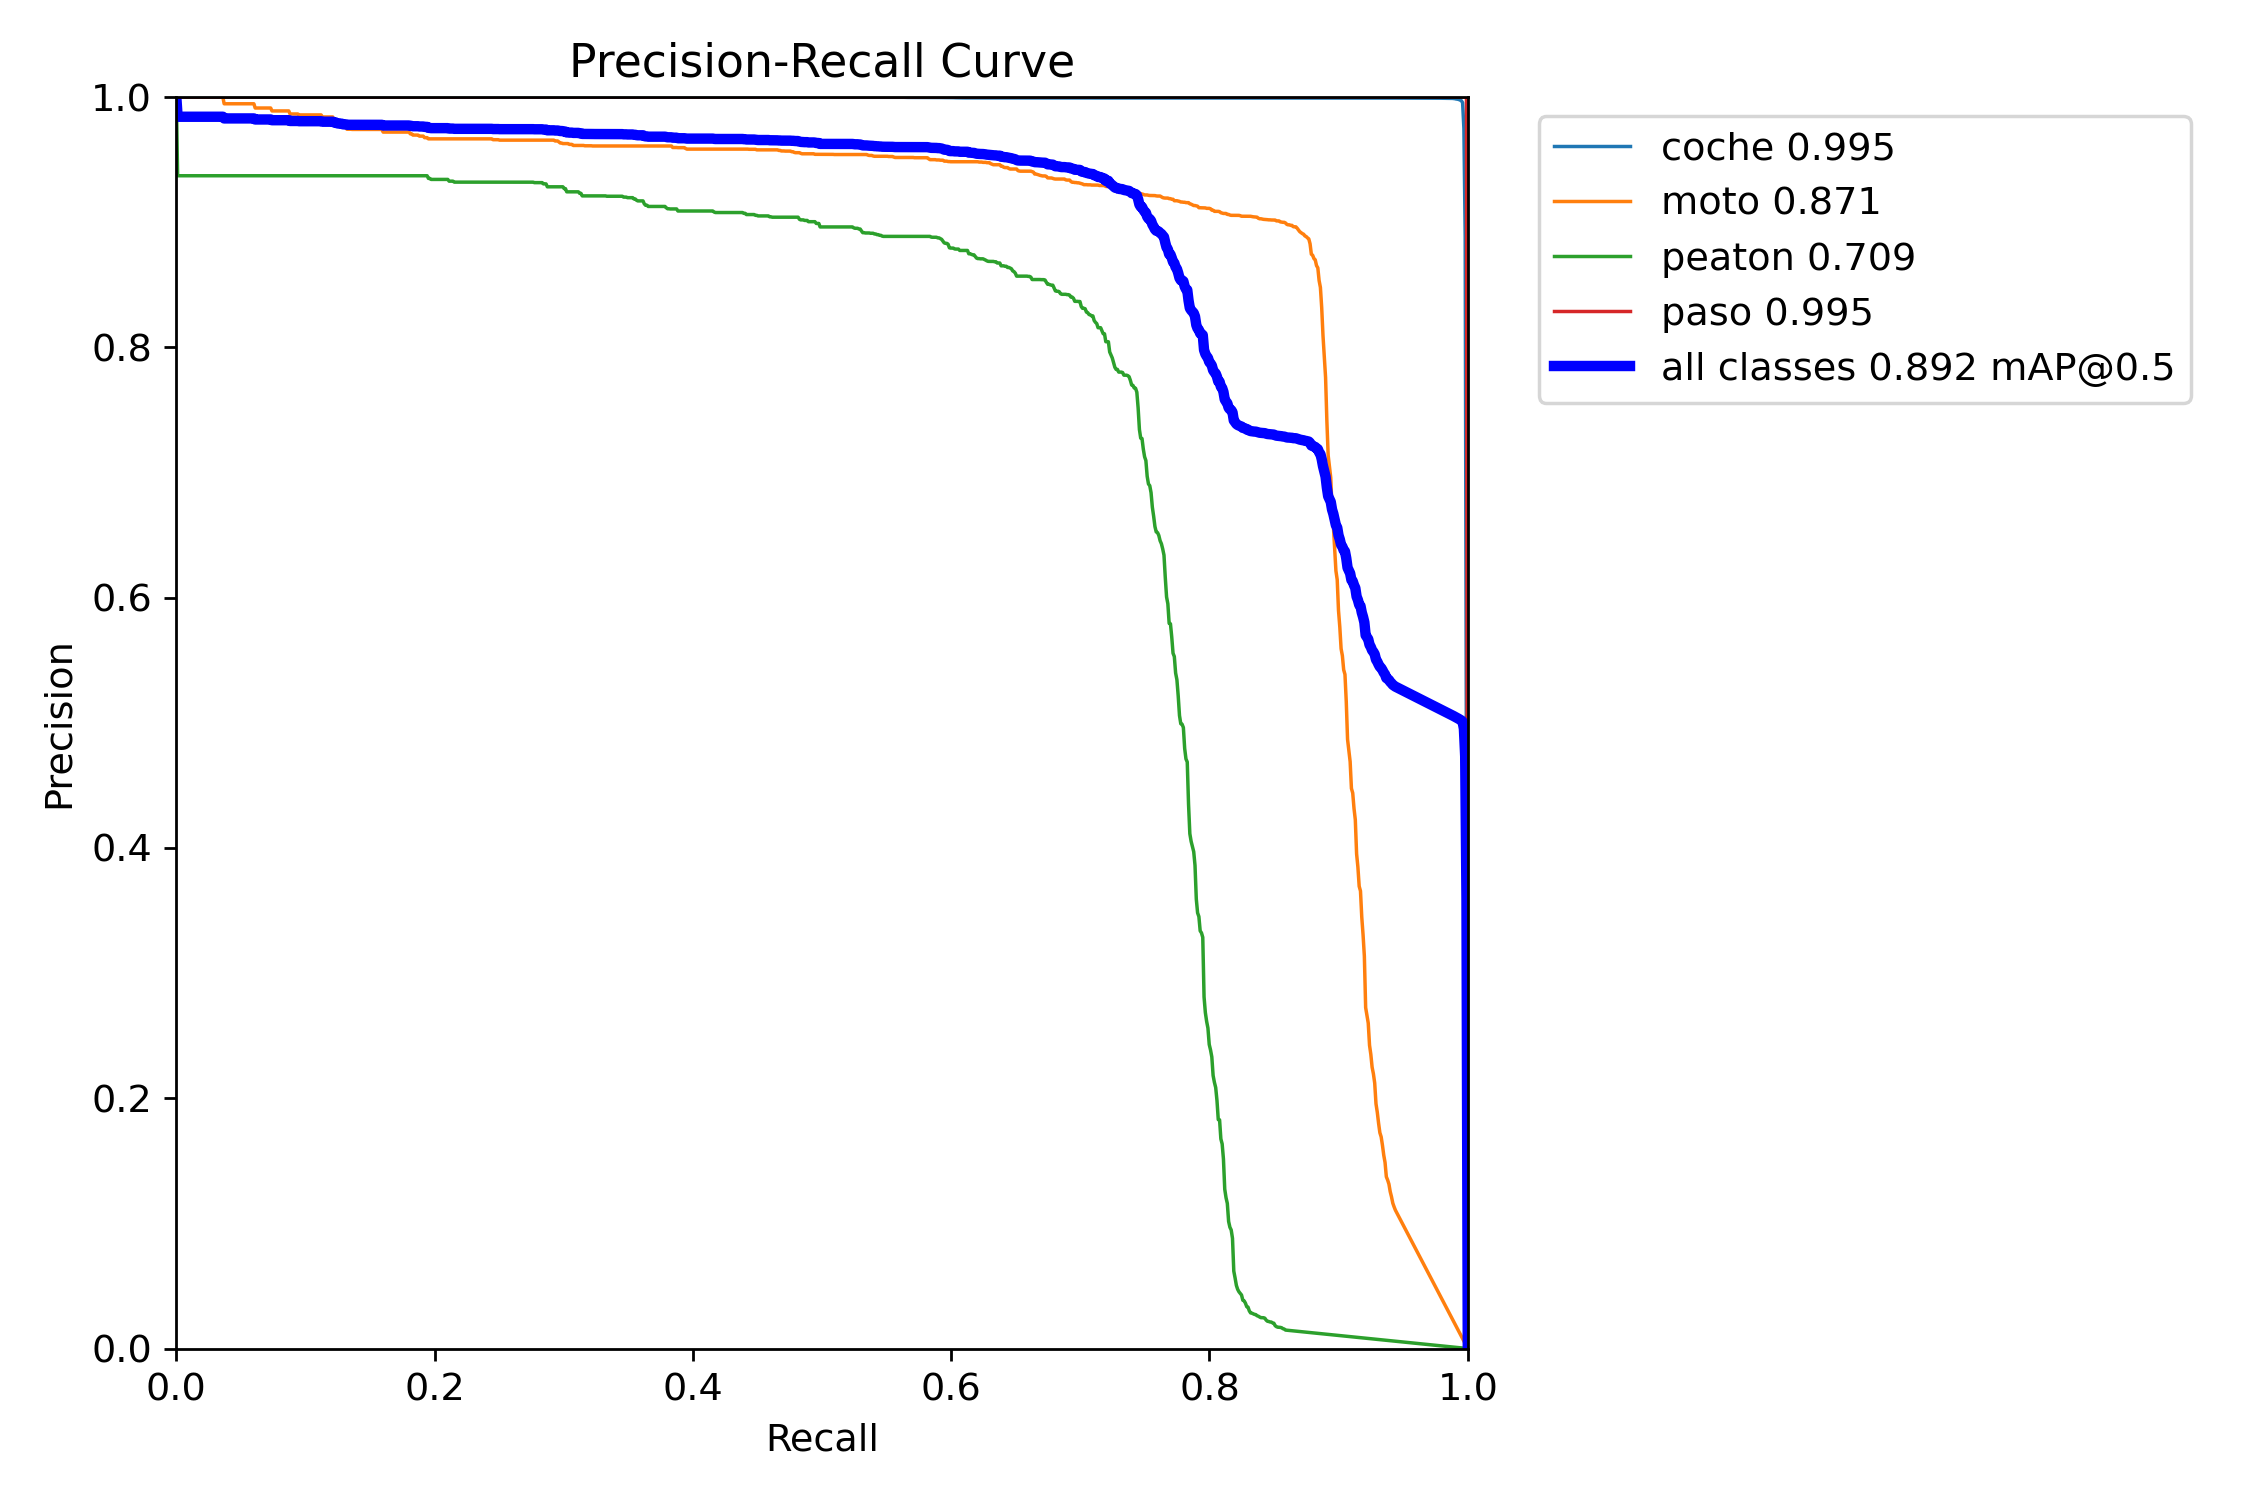 Precision-Recall Curve
1.0
0.8
0.6
0.4
0.2
0.0
Precision
0.0 0.2 0.4 0.6 0.8 1.0
Recall
coche 0.995
moto 0.871
peaton 0.709
paso 0.995
all classes 0.892 mAP@0.5